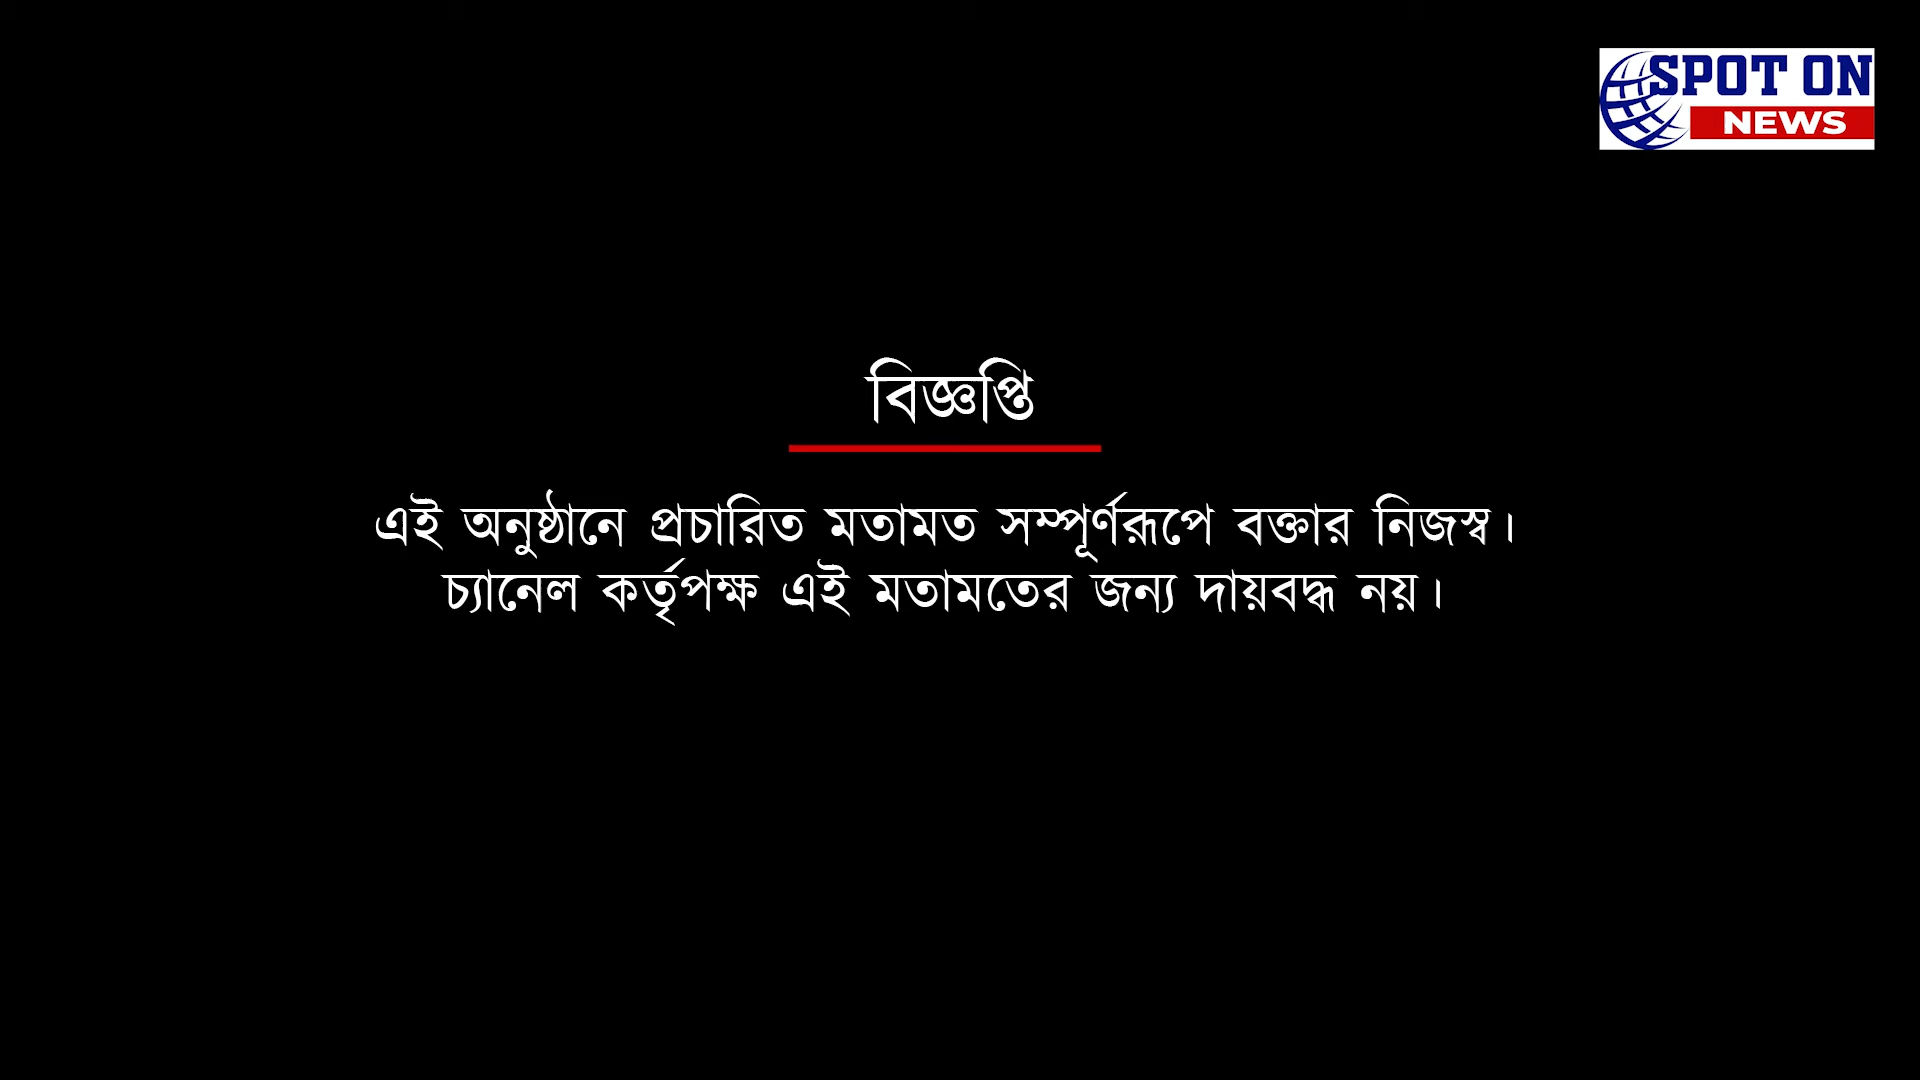 SPOT ON
NEWS
বিজ্ঞপ্তি
এই অনুষ্ঠানে প্রচারিত মতামত সম্পূর্ণরূপে বক্তার নিজস্ব।
চ্যানেল কর্তৃপক্ষ এই মতামতের জন্য দায়বদ্ধ নয়।